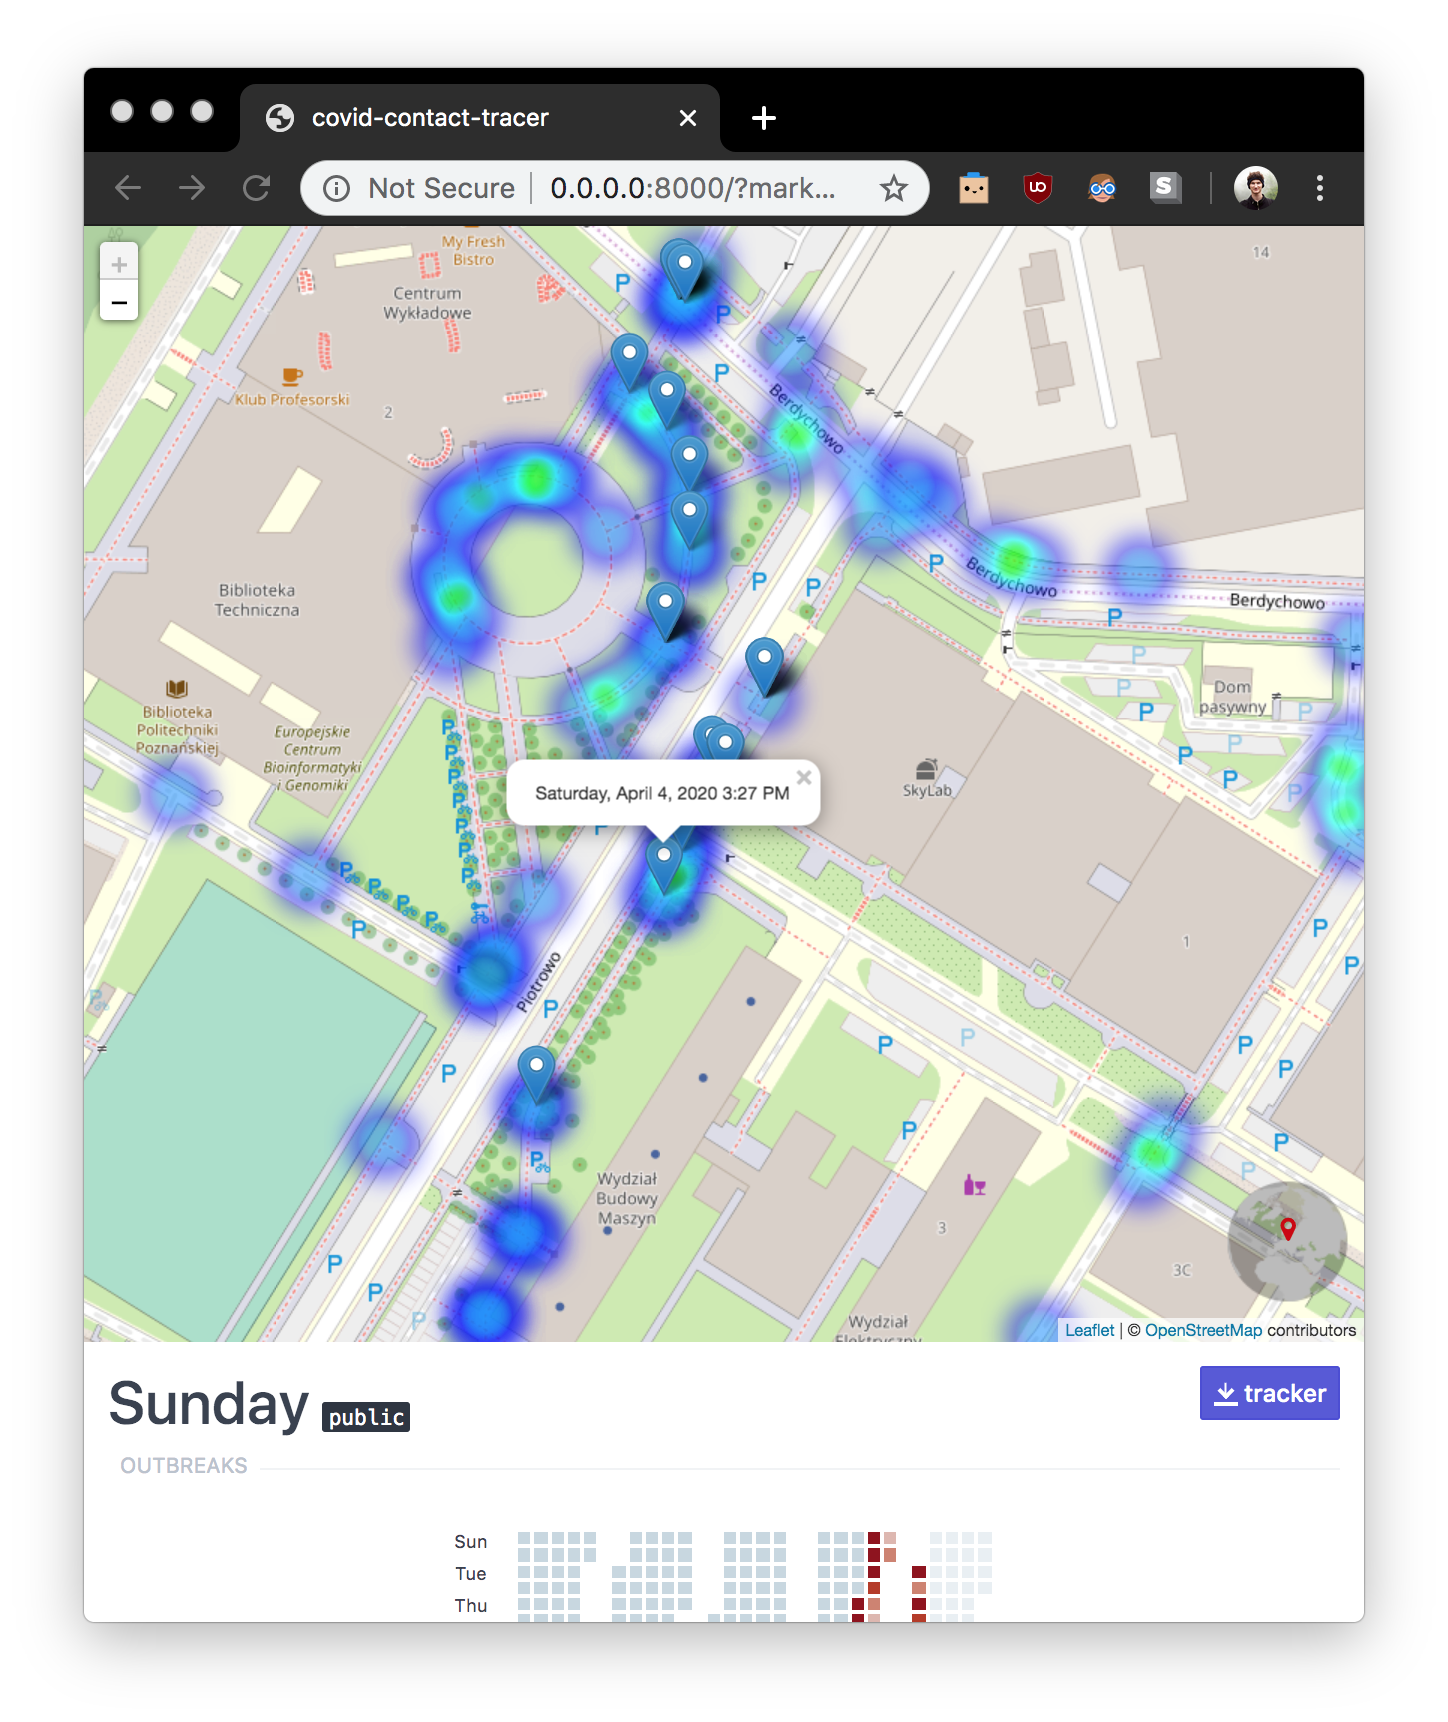 covid-contact-tracer
Not Secure
0.0.0.0:8000/?mark...
+
−
My Fresh
Bistro
Centrum
Wykładowe
14
P
P
P
Klub Profesorski
2
Berdychowo
Biblioteka
Techniczna
P
P
P
Berdychowo
Berdychowo
P
P
P
Dom
pasywny
P
P
P
P
P
P
Biblioteka
Politechniki
Poznańskiej
Europejskie
Centrum
Bioinformatyki
i Genomiki
P
P
P
P
P
P
P
SkyLab
Saturday, April 4, 2020 3:27 PM
×
P
P
P
P
P
P
1
P
P
Piotrowo
P
P
P
P
P
P
P
P
P
P
P
P
Wydział
Budowy
Maszyn
3
3C
P
P
P
Wydział
Elektryczny
Leaflet | © OpenStreetMap contributors
Sunday public
tracker
OUTBREAKS
Sun
Tue
Thu